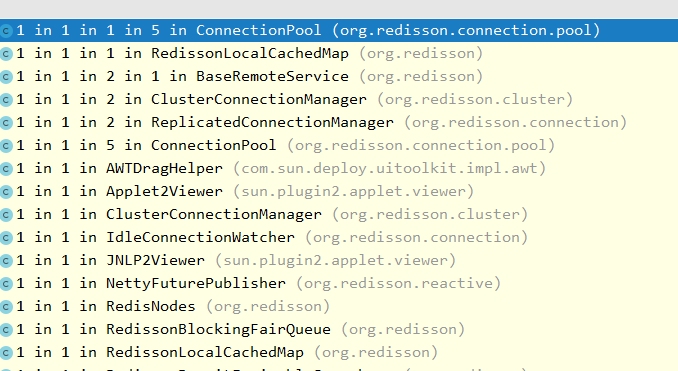 C 1 in 1 in 1 in 5 in ConnectionPool (org.redisson.connection.pool)
C 1 in 1 in 1 in RedissonLocalCachedMap (org.redisson)
C 1 in 1 in 2 in 1 in BaseRemoteService (org.redisson)
C 1 in 1 in 2 in ClusterConnectionManager (org.redisson.cluster)
C 1 in 1 in 2 in ReplicatedConnectionManager (org.redisson.connection)
C 1 in 1 in 5 in ConnectionPool (org.redisson.connection.pool)
C 1 in 1 in AWTDragHelper (com.sun.deploy.uitoolkit.impl.awt)
C 1 in 1 in Applet2Viewer (sun.plugin2.applet.viewer)
C 1 in 1 in ClusterConnectionManager (org.redisson.cluster)
C 1 in 1 in IdleConnectionWatcher (org.redisson.connection)
C 1 in 1 in JNLP2Viewer (sun.plugin2.applet.viewer)
C 1 in 1 in NettyFuturePublisher (org.redisson.reactive)
C 1 in 1 in RedisNodes (org.redisson)
C 1 in 1 in RedissonBlockingFairQueue (org.redisson)
C 1 in 1 in RedissonLocalCachedMap (org.redisson)